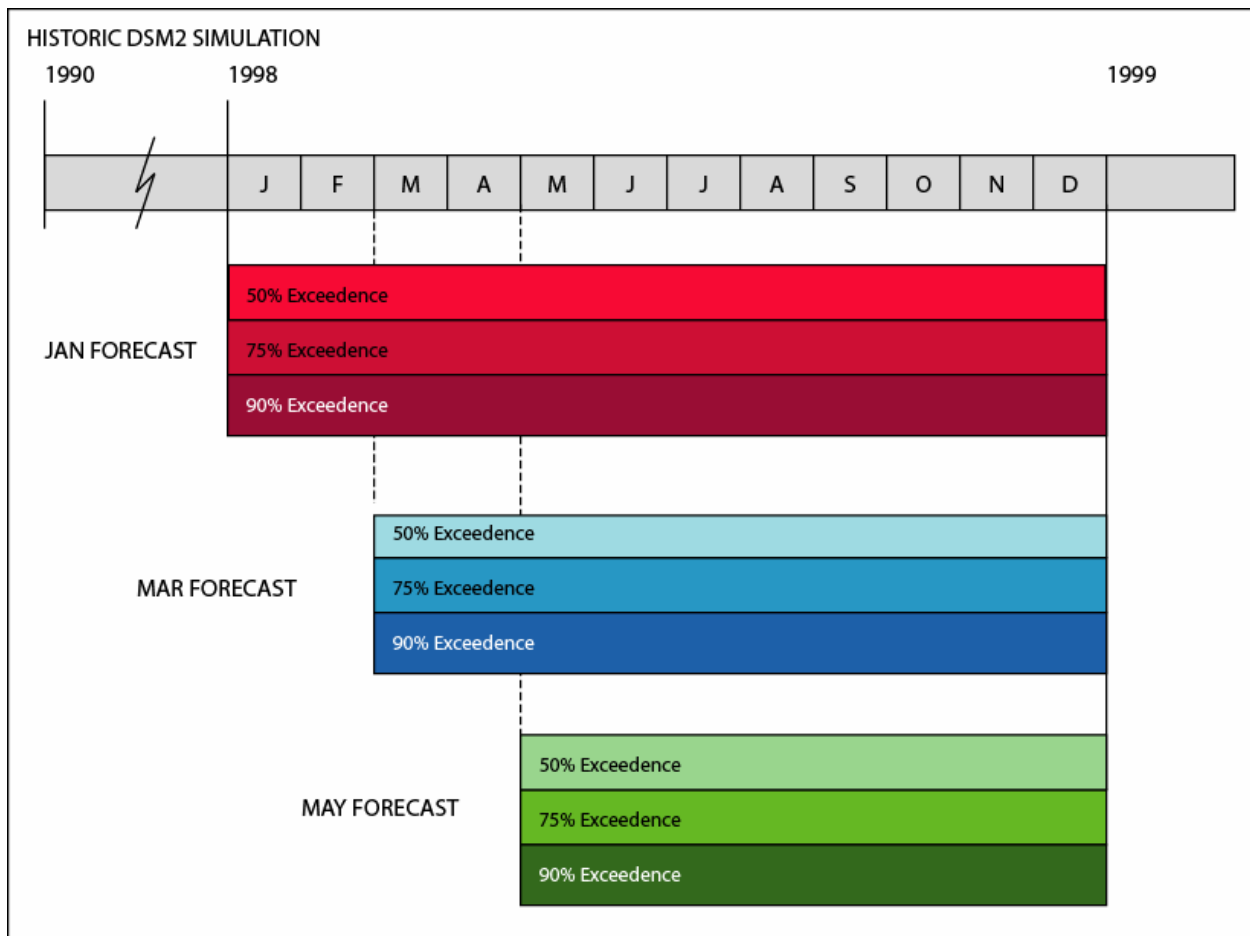 HISTORIC DSM2 SIMULATION
1990 1998 1999
J F M A M J J A S O N D
50% Exceedence
JAN FORECAST 75% Exceedence
90% Exceedence
50% Exceedence
MAR FORECAST 75% Exceedence
90% Exceedence
50% Exceedence
MAY FORECAST 75% Exceedence
90% Exceedence